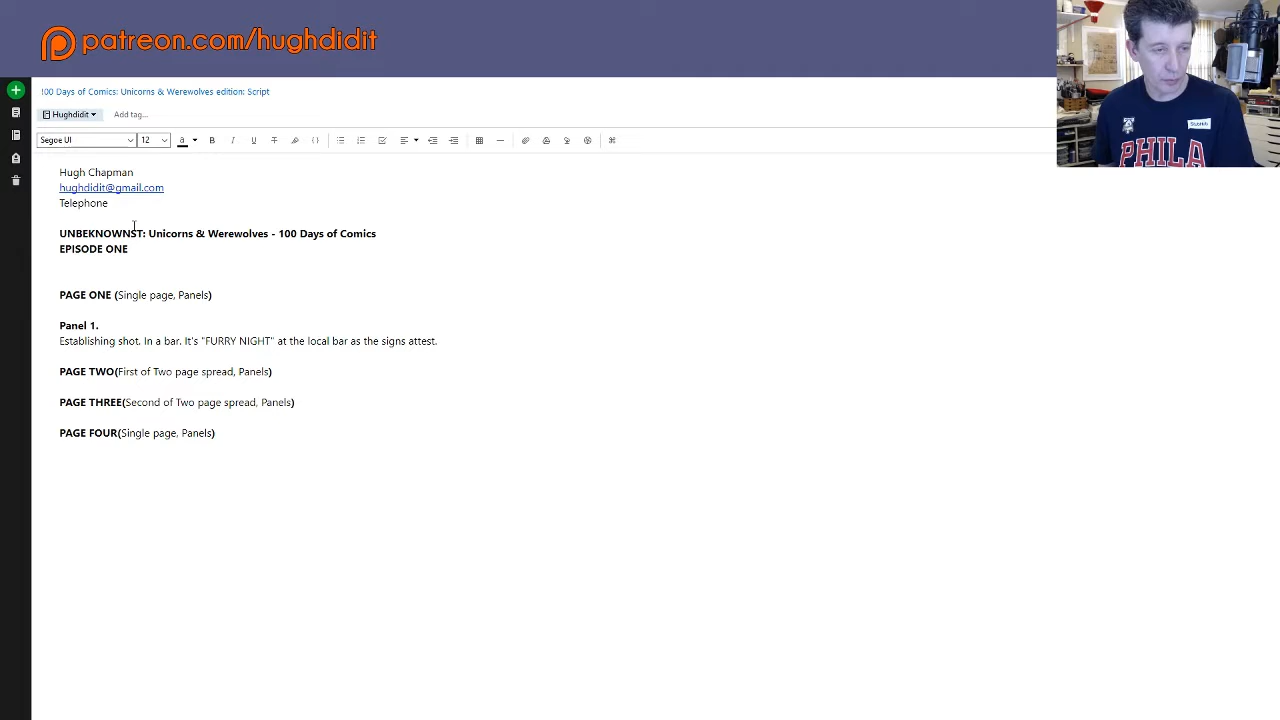 patreon.com/hughdidit
100 Days of Comics: Unicorns & Werewolves edition: Script
Hughdidit
Add tag...
Segoe UI
12
a
B
I
U
T
Hugh Chapman
hughdidit@gmail.com
Telephone
UNBEKNOWNST: Unicorns & Werewolves - 100 Days of Comics
EPISODE ONE
PAGE ONE (Single page, Panels)
Panel 1.
Establishing shot. In a bar. It's "FURRY NIGHT" at the local bar as the signs attest.
PAGE TWO(First of Two page spread, Panels)
PAGE THREE(Second of Two page spread, Panels)
PAGE FOUR(Single page, Panels)
PHILA